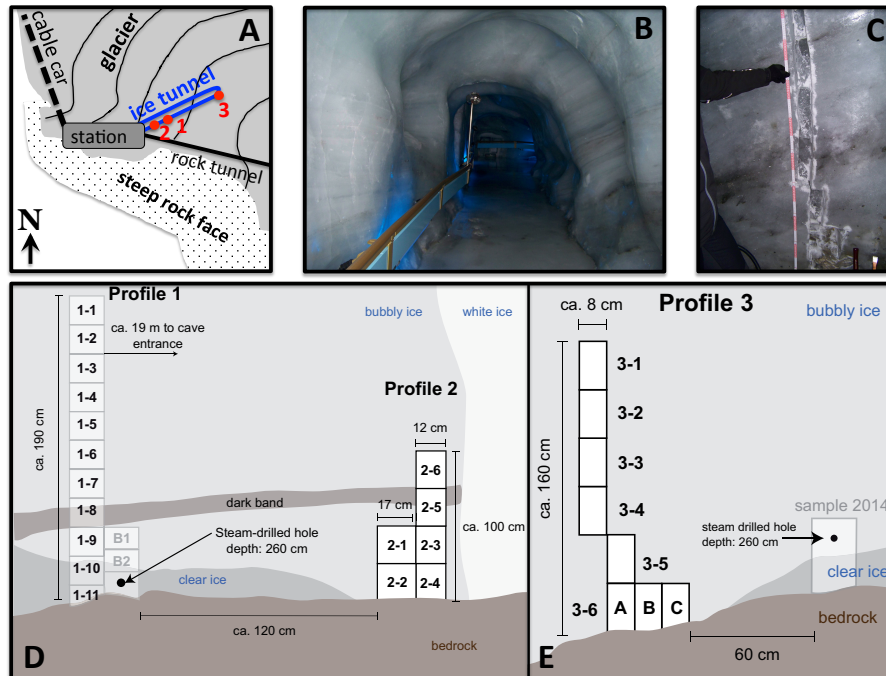 A
cable car
glacier
ice tunnel
3
2
1
station
rock tunnel
steep rock face
N
B
C
Profile 1
1-1
1-2
1-3
1-4
1-5
1-6
1-7
1-8
1-9
1-10
1-11
B1
B2
ca. 190 cm
ca. 19 m to cave
entrance
bubbly ice
white ice
Profile 2
12 cm
2-6
2-5
17 cm
2-1
2-3
2-2
2-4
ca. 100 cm
dark band
Steam-drilled hole
depth: 260 cm
clear ice
ca. 120 cm
bedrock
D
ca. 8 cm
Profile 3
bubbly ice
3-1
3-2
3-3
3-4
3-5
3-6
A
B
C
ca. 160 cm
sample 2014
steam drilled hole
depth: 260 cm
clear ice
bedrock
60 cm
E